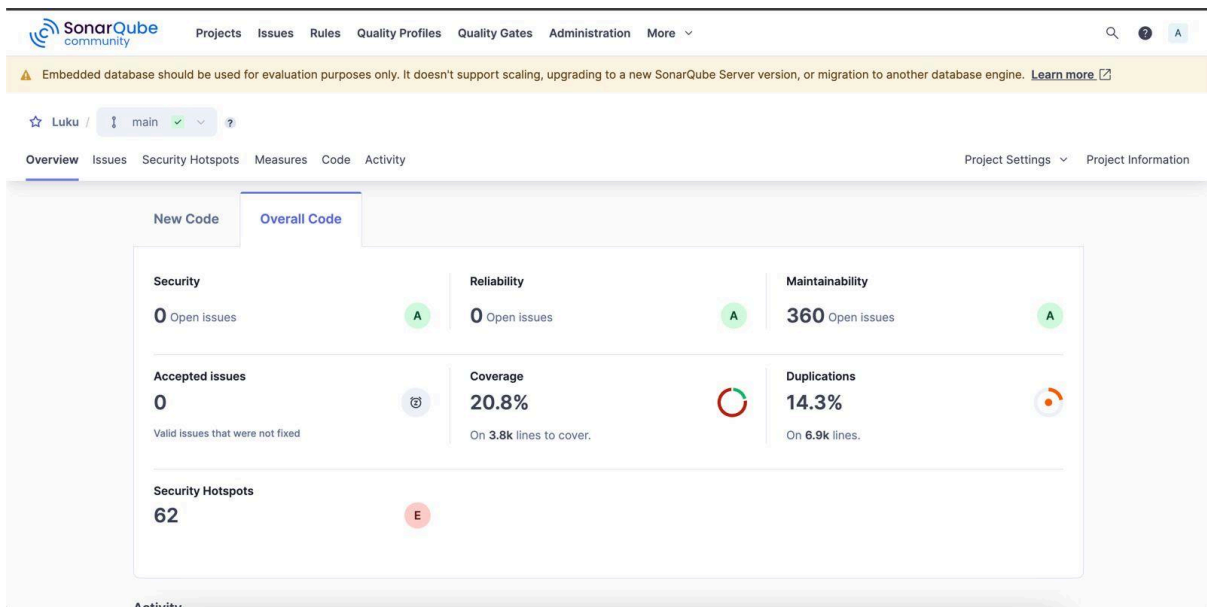 SonarQube
community
Projects Issues Rules Quality Profiles Quality Gates Administration More
? A
Embedded database should be used for evaluation purposes only. It doesn't support scaling, upgrading to a new SonarQube Server version, or migration to another database engine. Learn more
Luku / main ?
Overview Issues Security Hotspots Measures Code Activity Project Settings Project Information
New Code Overall Code
Security Reliability Maintainability
0 Open issues A 0 Open issues A 360 Open issues A
Accepted issues Coverage Duplications
0 20.8% 14.3%
Valid issues that were not fixed On 3.8k lines to cover. On 6.9k lines.
Security Hotspots
62 E
Activity